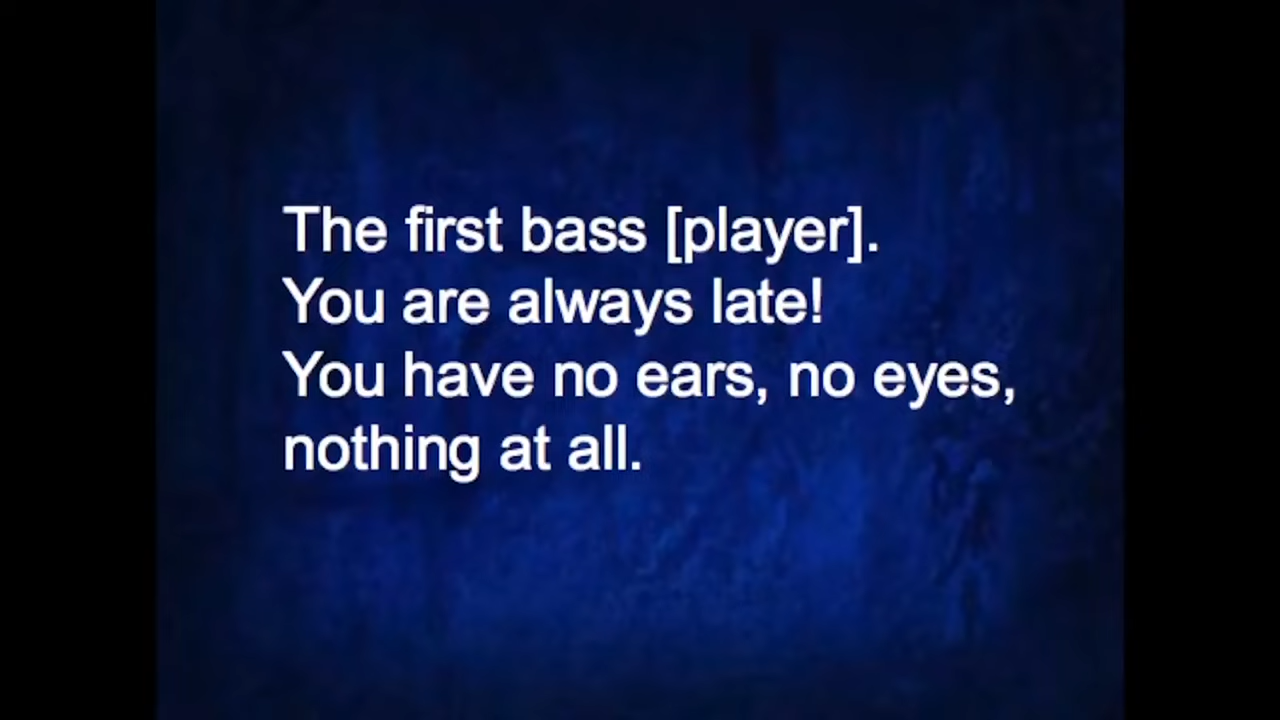 The first bass [player].
You are always late!
You have no ears, no eyes,
nothing at all.